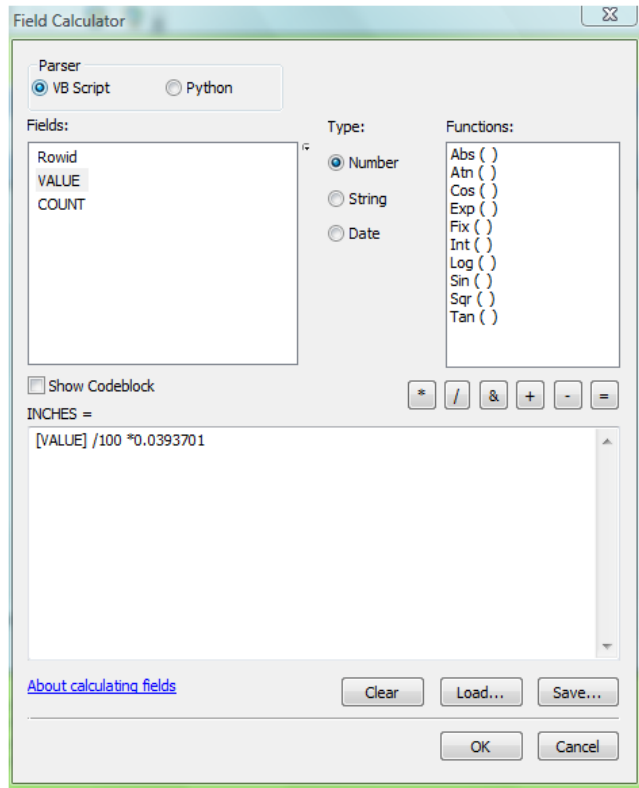 Field Calculator
Parser
VB Script Python
Fields:
Rowid
VALUE
COUNT
Type:
Number
String
Date
Functions:
Abs ( )
Atn ( )
Cos ( )
Exp ( )
Fix ( )
Int ( )
Log ( )
Sin ( )
Sqr ( )
Tan ( )
Show Codeblock
* / & + - =
INCHES =
[VALUE] /100 *0.0393701
About calculating fields
Clear Load... Save...
OK Cancel